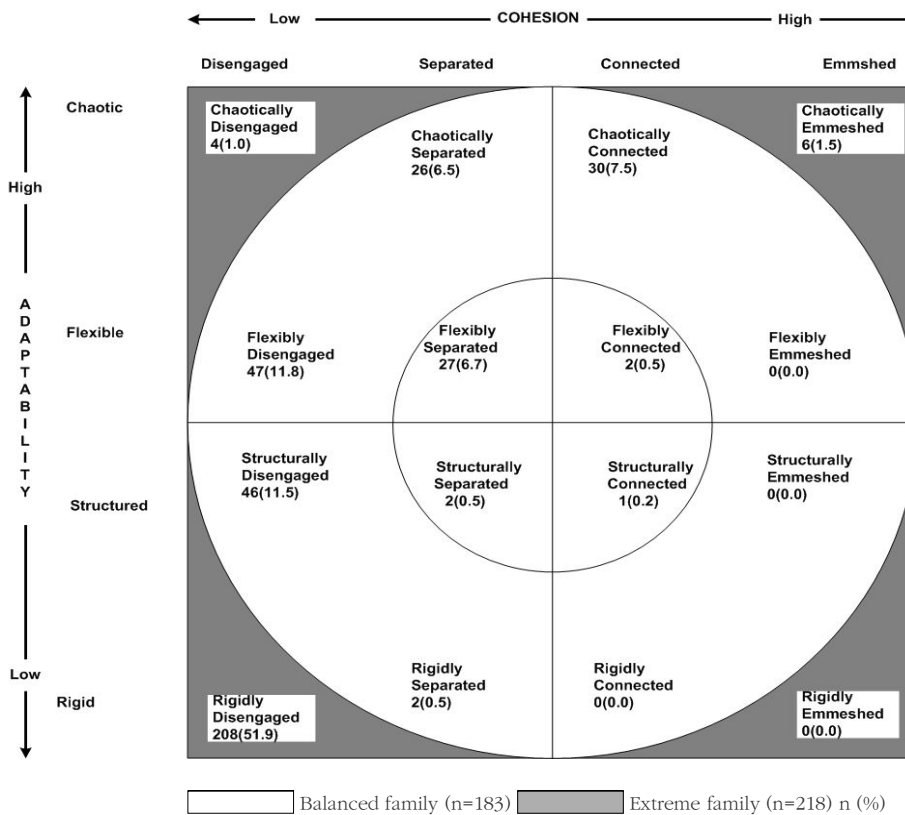 Low COHESION High
Disengaged Separated Connected Emmshed
Chaotic
High
ADAPTABILITY
Flexible
Structured
Low
Rigid
Chaotically
Disengaged
4(1.0)
Chaotically
Separated
26(6.5)
Chaotically
Connected
30(7.5)
Chaotically
Emmeshed
6(1.5)
Flexibly
Disengaged
47(11.8)
Flexibly
Separated
27(6.7)
Flexibly
Connected
2(0.5)
Flexibly
Emmeshed
0(0.0)
Structurally
Disengaged
46(11.5)
Structurally
Separated
2(0.5)
Structurally
Connected
1(0.2)
Structurally
Emmeshed
0(0.0)
Rigidly
Disengaged
208(51.9)
Rigidly
Separated
2(0.5)
Rigidly
Connected
0(0.0)
Rigidly
Emmeshed
0(0.0)
Balanced family (n=183) Extreme family (n=218) n (%)